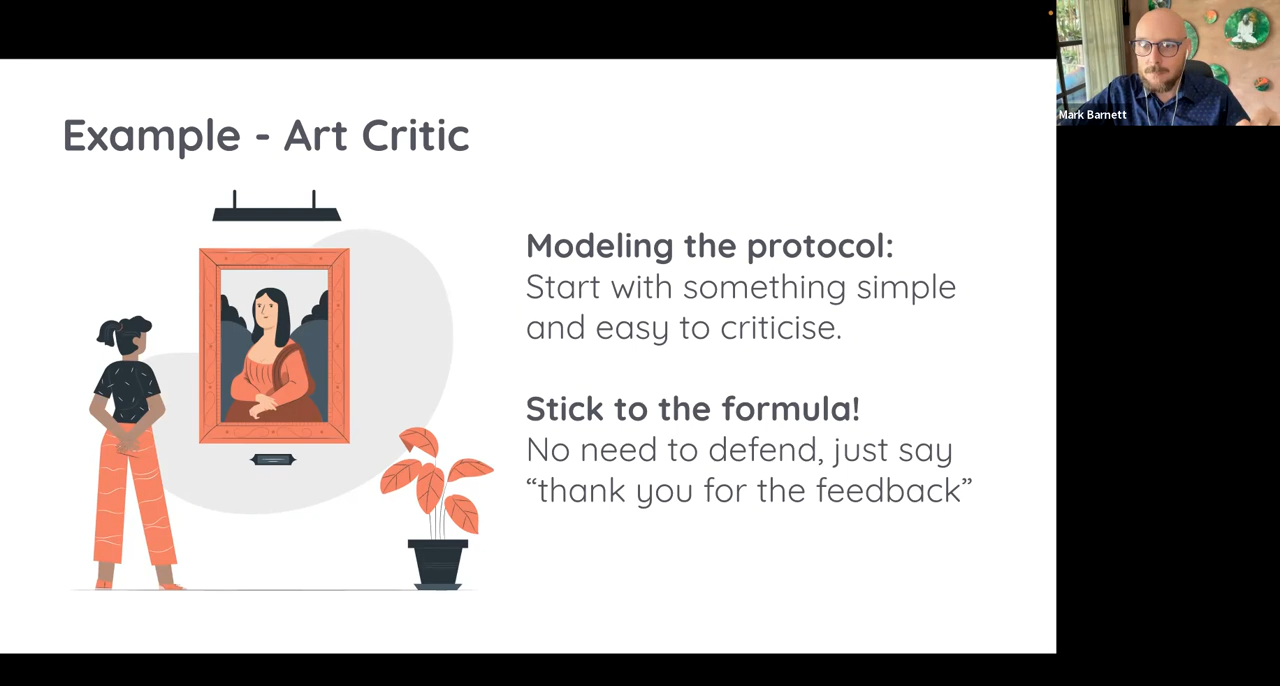 Example - Art Critic
Modeling the protocol:
Start with something simple
and easy to criticise.
Stick to the formula!
No need to defend, just say
“thank you for the feedback”
Mark Barnett